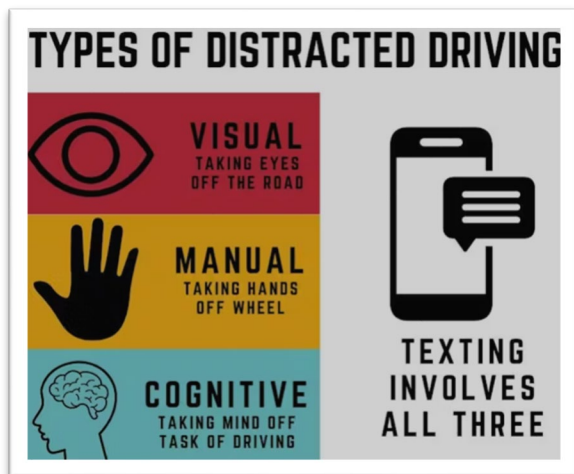 TYPES OF DISTRACTED DRIVING
VISUAL
TAKING EYES
OFF THE ROAD
MANUAL
TAKING HANDS
OFF WHEEL
COGNITIVE
TAKING MIND OFF
TASK OF DRIVING
TEXTING
INVOLVES
ALL THREE